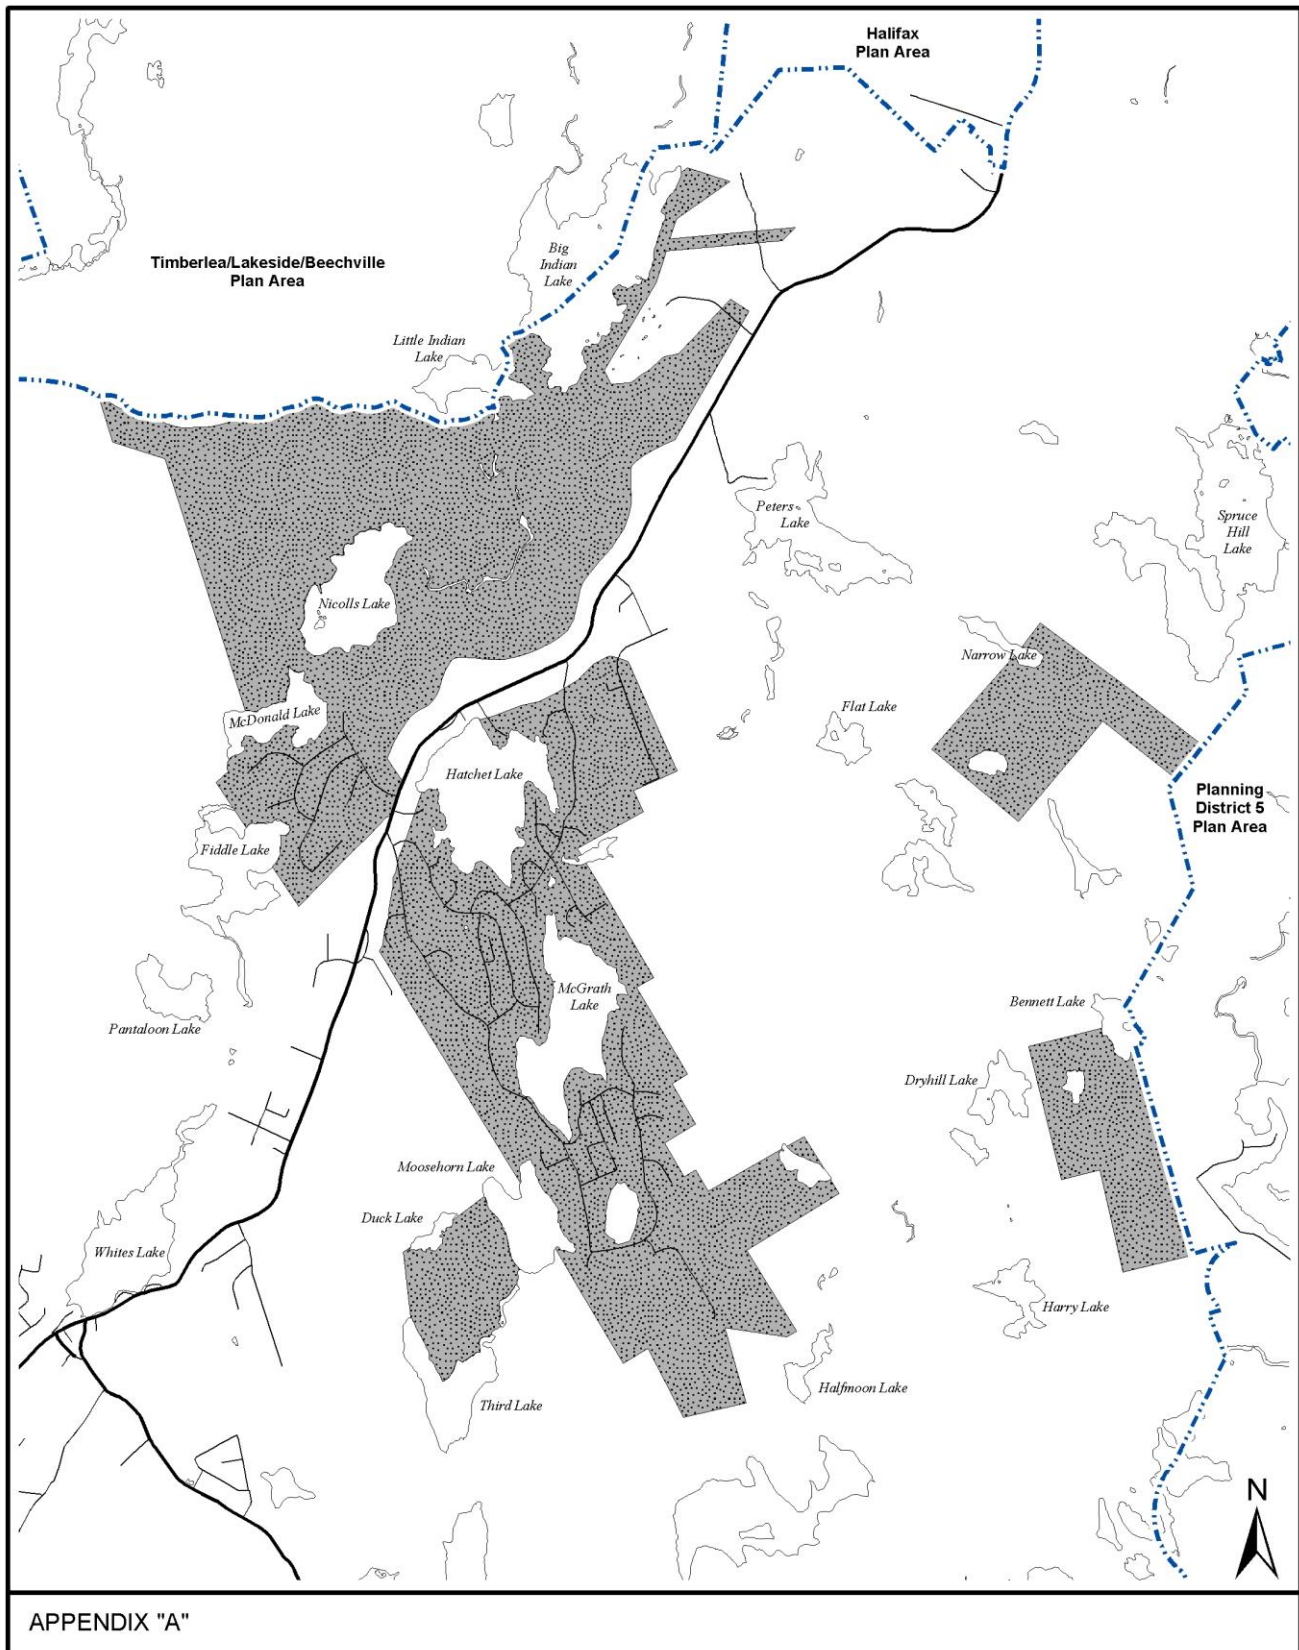 Halifax
Plan Area
Timberlea/Lakeside/Beechville
Plan Area
Big
Indian
Lake
Little Indian
Lake
Peters
Lake
Spruce
Hill
Lake
Nicolls Lake
Narrow Lake
McDonald Lake
Flat Lake
Hatchet Lake
Planning
District 5
Plan Area
Fiddle Lake
McGrath
Lake
Bennett Lake
Pantaloon Lake
Dryhill Lake
Moosehorn Lake
Duck Lake
Whites Lake
Harry Lake
Halfmoon Lake
Third Lake
N
APPENDIX "A"